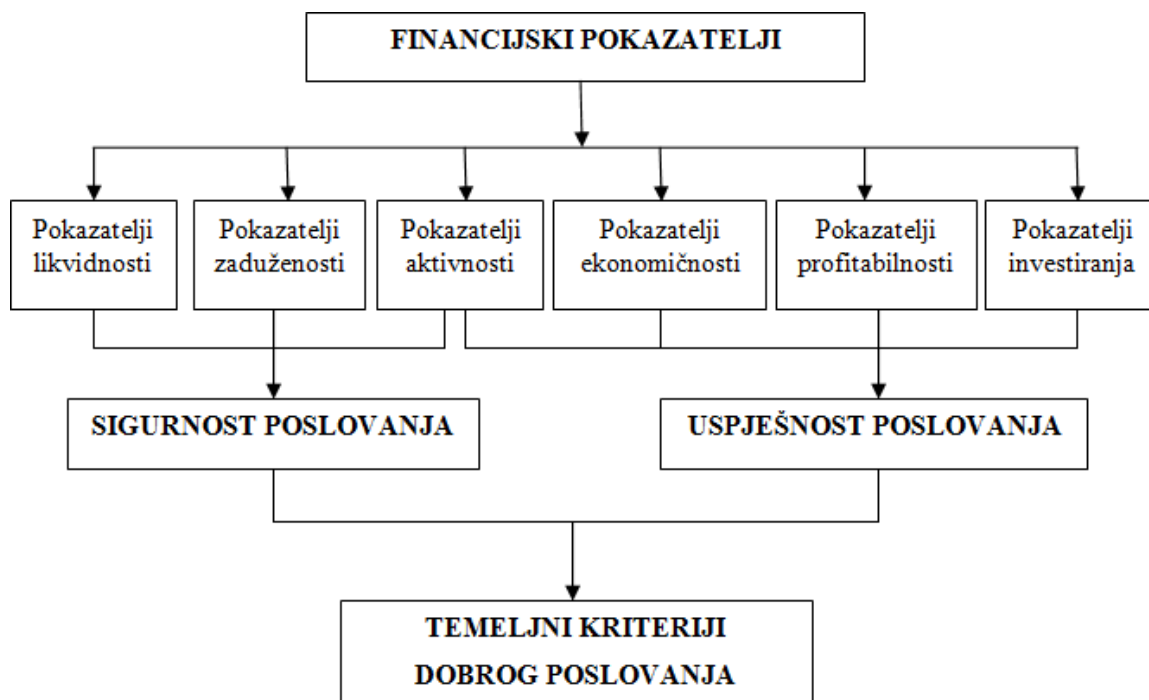 FINANCIJSKI POKAZATELJI
Pokazatelji
likvidnosti
Pokazatelji
zaduženosti
Pokazatelji
aktivnosti
Pokazatelji
ekonomičnosti
Pokazatelji
profitabilnosti
Pokazatelji
investiranja
SIGURNOST POSLOVANJA
USPJEŠNOST POSLOVANJA
TEMELJNI KRITERIJI
DOBROG POSLOVANJA